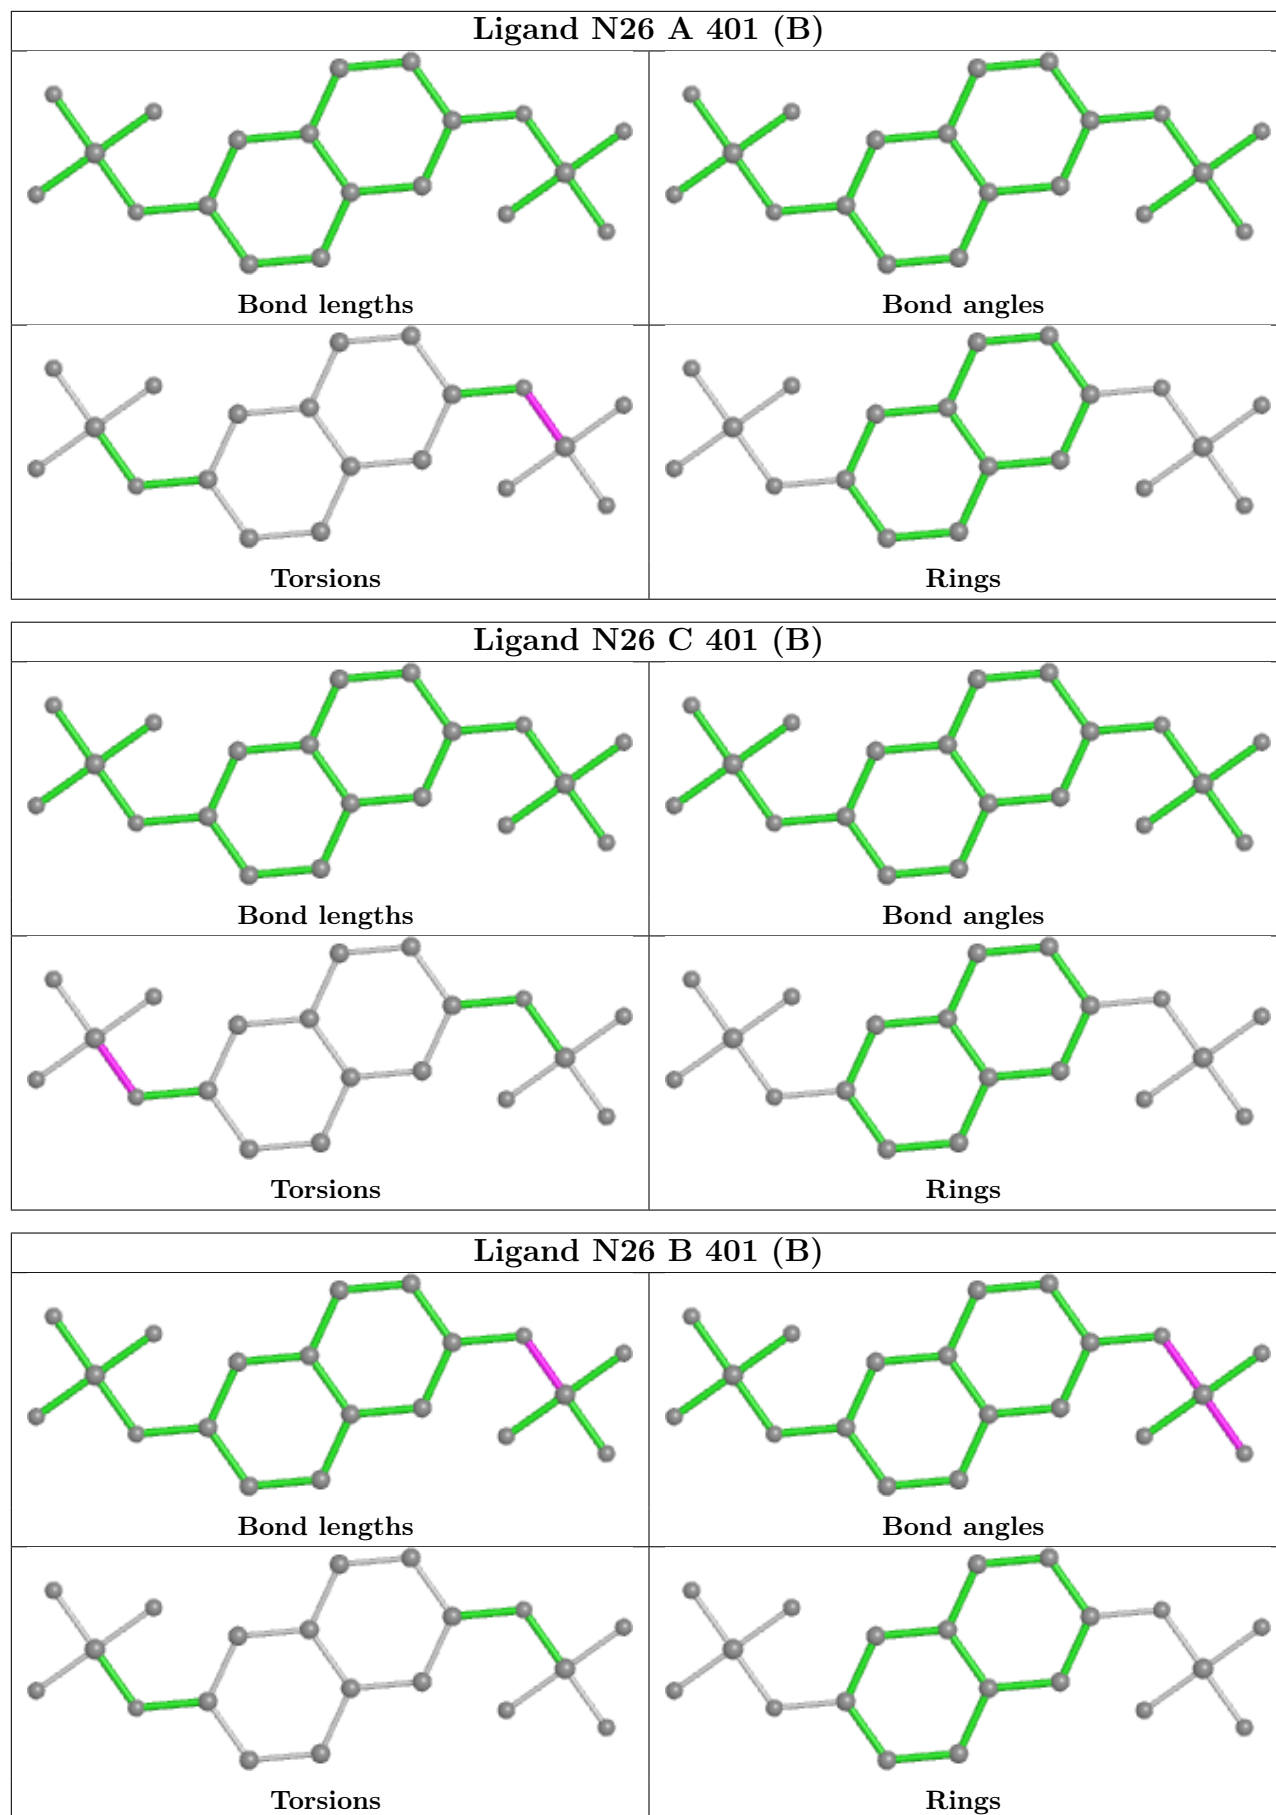 Ligand N26 A 401 (B)
Bond lengths
Bond angles
Torsions
Rings
Ligand N26 C 401 (B)
Bond lengths
Bond angles
Torsions
Rings
Ligand N26 B 401 (B)
Bond lengths
Bond angles
Torsions
Rings